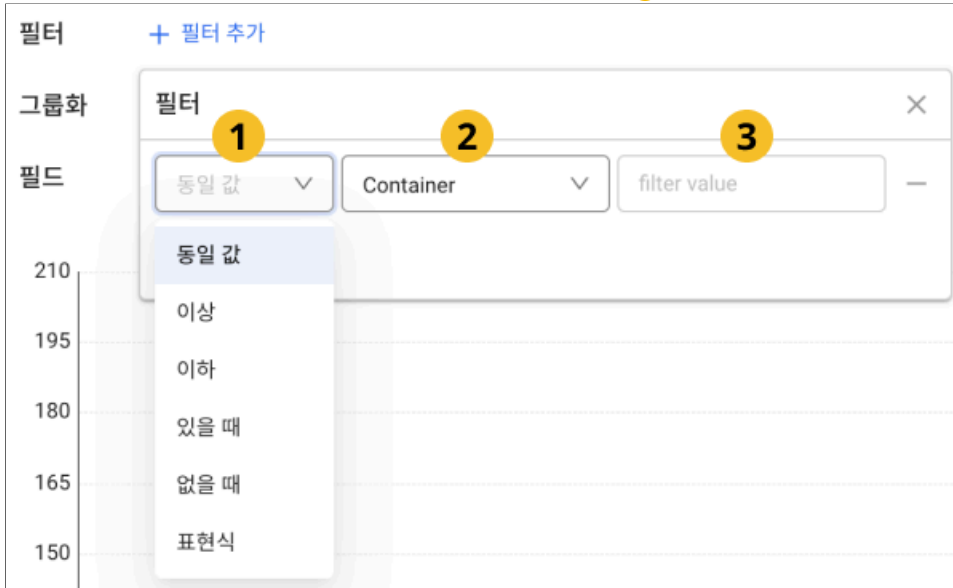 필터 + 필터 추가
그룹화 필터
1 2 3
필드 동일 값 Container filter value
동일 값
210
이상
195
이하
180
있을 때
165 없을 때
표현식
150